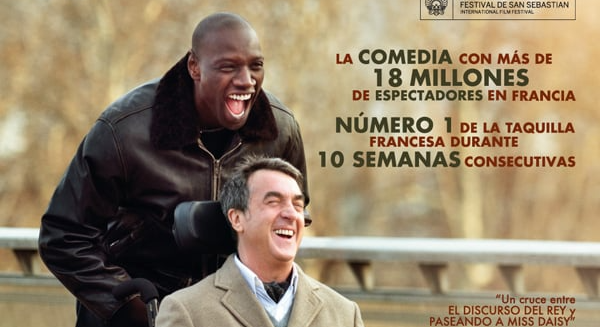 FESTIVAL DE SAN SEBASTIAN
INTERNATIONAL FILM FESTIVAL
LA COMEDIA CON MÁS DE
18 MILLONES
DE ESPECTADORES EN FRANCIA
NÚMERO 1 DE LA TAQUILLA
FRANCESA DURANTE
10 SEMANAS CONSECUTIVAS
"Un cruce entre
EL DISCURSO DEL REY y
PASEANDO A MISS DAISY"